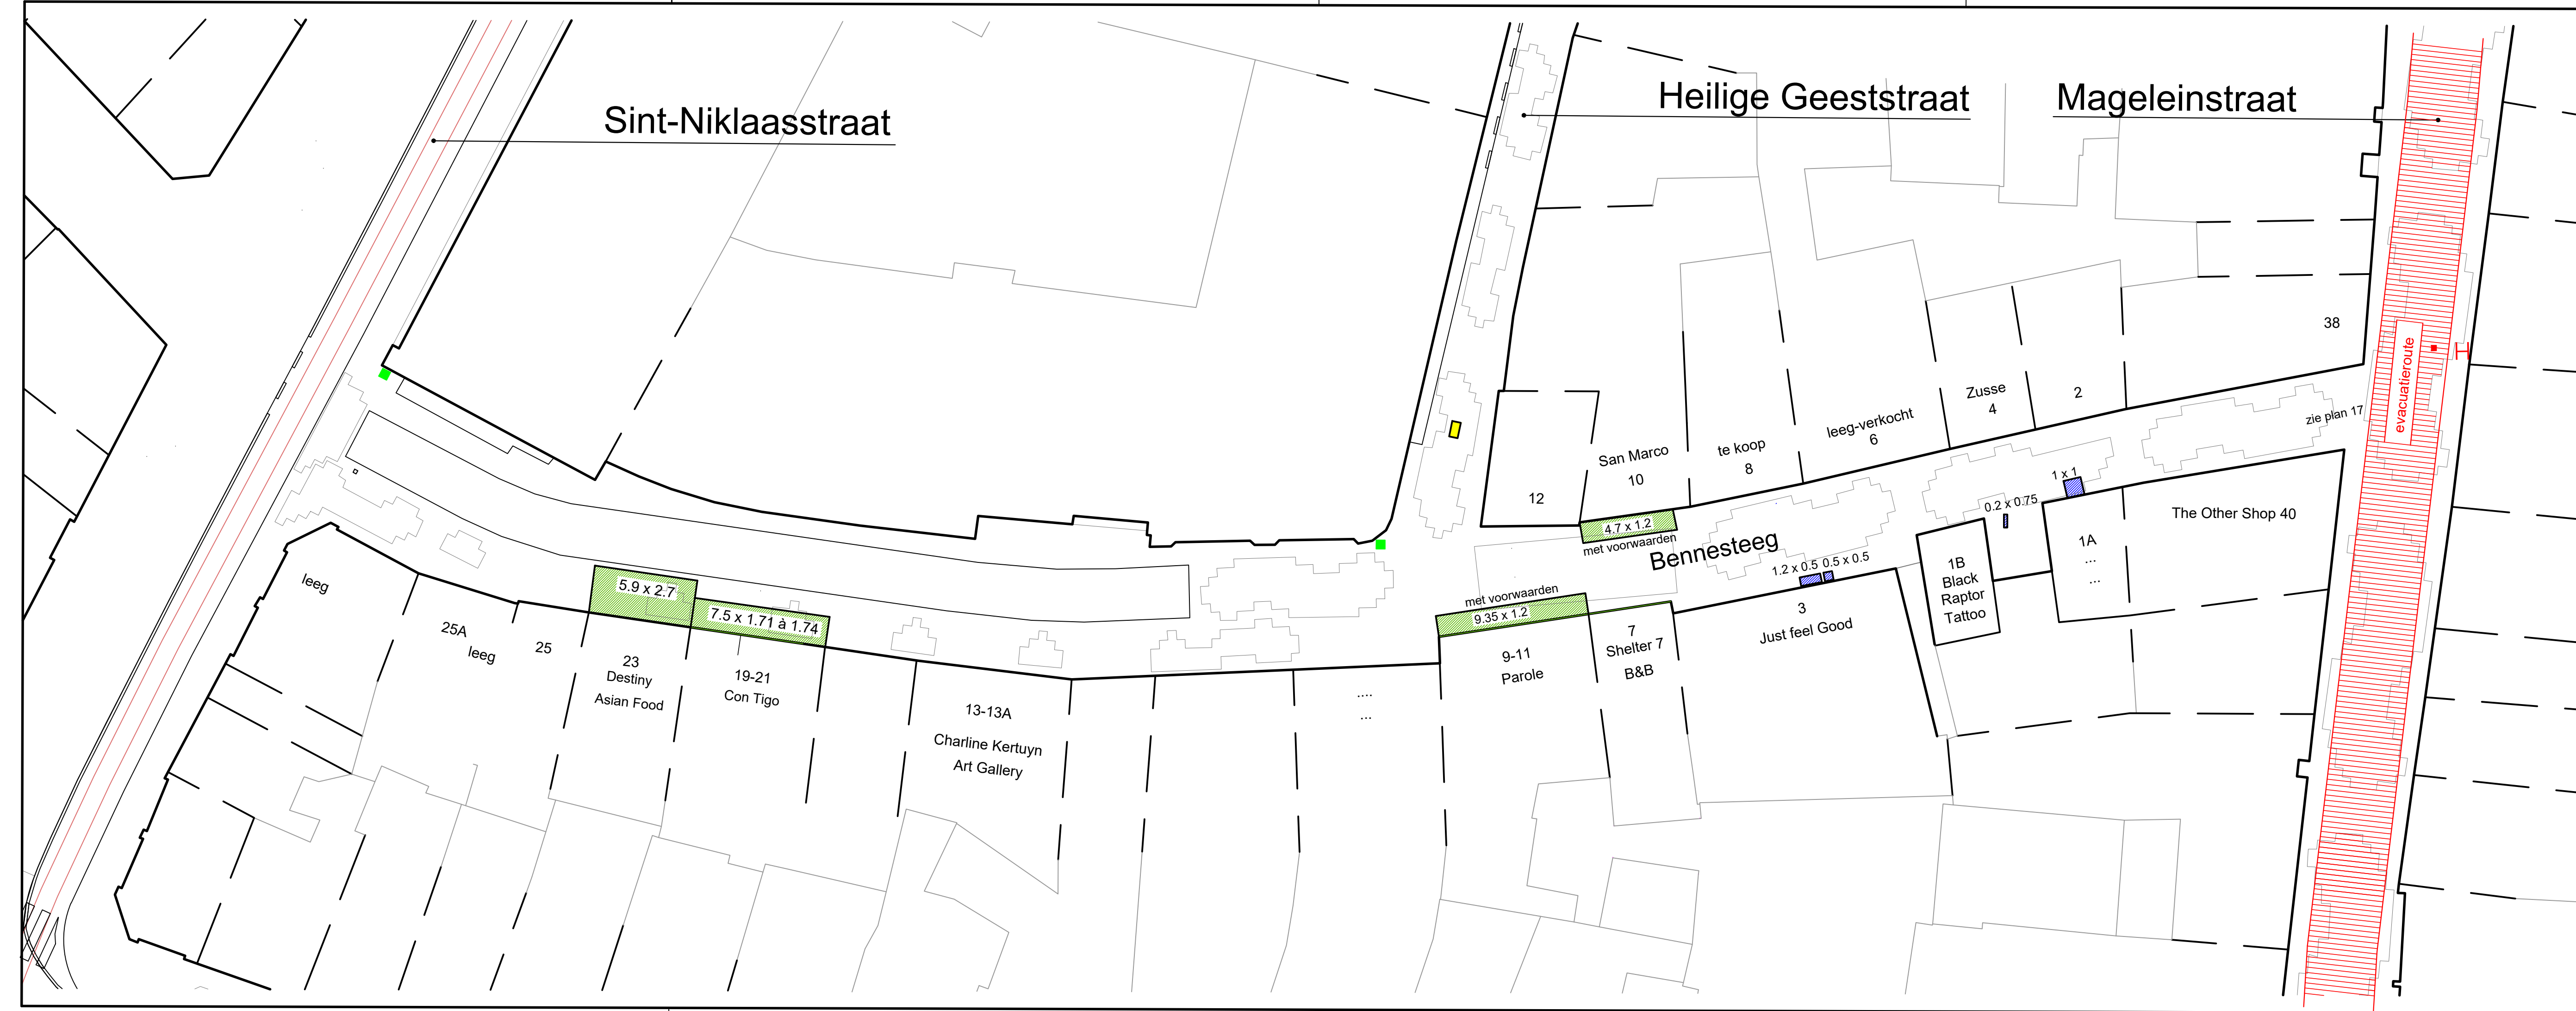 Sint-Niklaasstraat
Heilige Geeststraat
Mageleinstraat
evacuatieroute
H
38
zie plan 17
2
Zusse
4
leeg-verkocht
6
te koop
8
San Marco
10
12
4.7 x 1.2
met voorwaarden
Bennesteeg
1 x 1
0.2 x 0.75
1.2 x 0.5
0.5 x 0.5
The Other Shop 40
1A
...
...
1B
Black
Raptor
Tattoo
3
Just feel Good
met voorwaarden
9.35 x 1.2
7
Shelter 7
B&B
9-11
Parole
....
...
13-13A
Charline Kertuyn
Art Gallery
7.5 x 1.71 à 1.74
19-21
Con Tigo
5.9 x 2.7
23
Destiny
Asian Food
25
25A
leeg
leeg